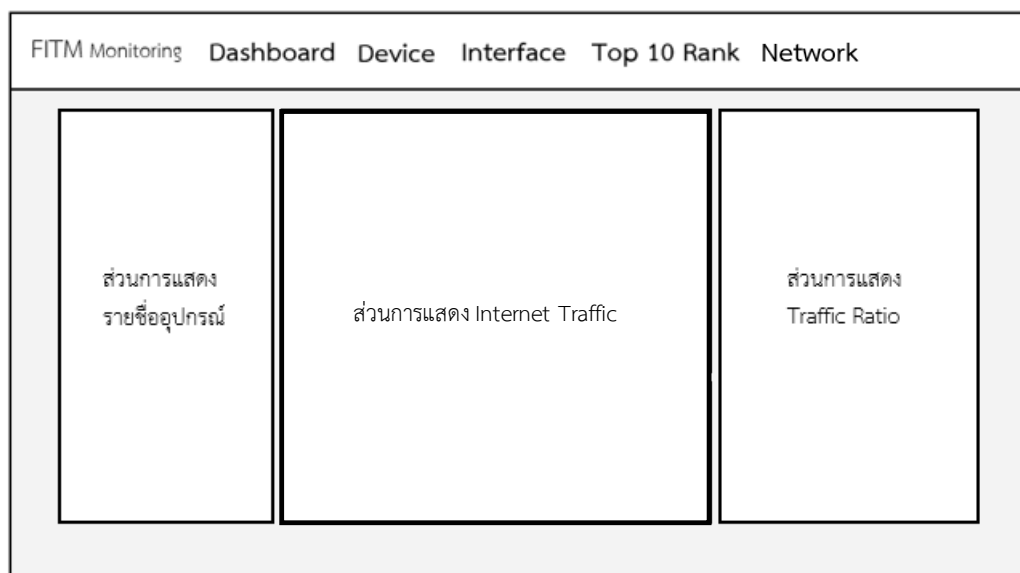 FITM Monitoring Dashboard Device Interface Top 10 Rank Network
ส่วนการแสดง
รายชื่ออุปกรณ์
ส่วนการแสดง Internet Traffic
ส่วนการแสดง
Traffic Ratio